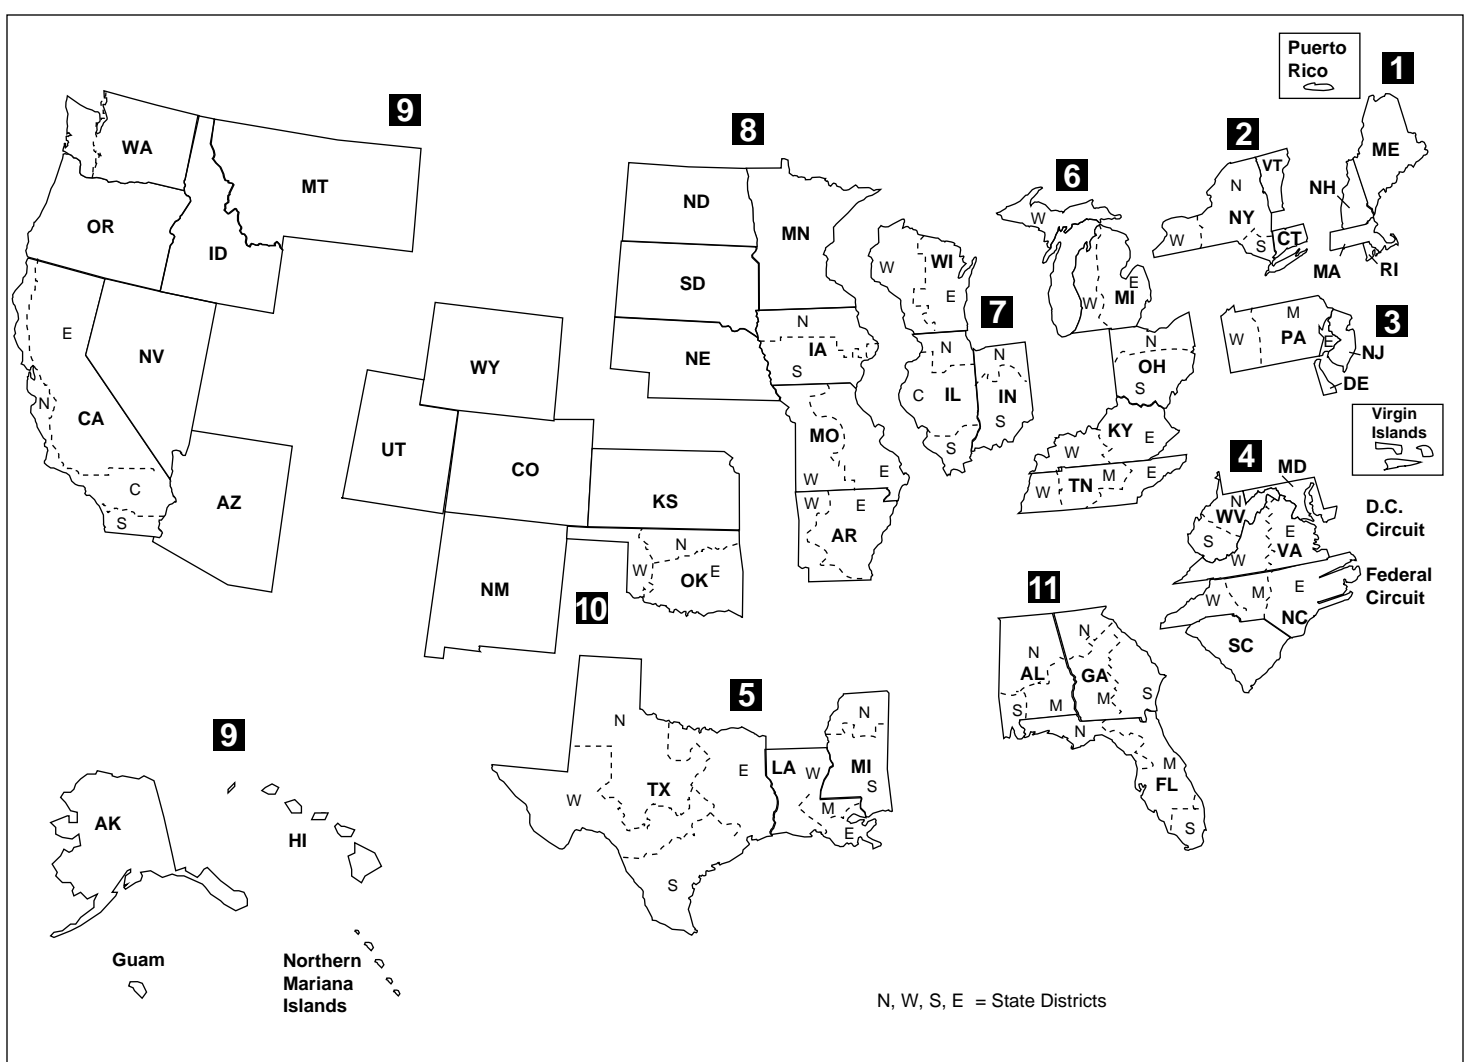 Puerto
Rico
1
9
8
2
6
WA
MT
OR
ID
ND
MN
SD
NE
N
IA
S
W
WI
E
7
W
W
E
MI
N
NY
W
S
VT
CT
ME
NH
MA
RI
3
M
W
PA
E
NJ
DE
Virgin
Islands
E
NV
N
CA
C
S
AZ
WY
UT
CO
KS
N
W
OK
E
NM
10
MO
W
E
W
E
AR
N
C
IL
S
N
IN
S
N
OH
S
KY
E
W
W
TN
M
E
4
MD
N
WV
S
E
VA
W
W
M
E
NC
SC
D.C.
Circuit
Federal
Circuit
11
N
AL
S
M
N
GA
M
S
N
M
FL
S
5
N
W
TX
E
S
LA
W
M
E
N
MI
S
9
AK
HI
Guam
Northern
Mariana
Islands
N, W, S, E = State Districts